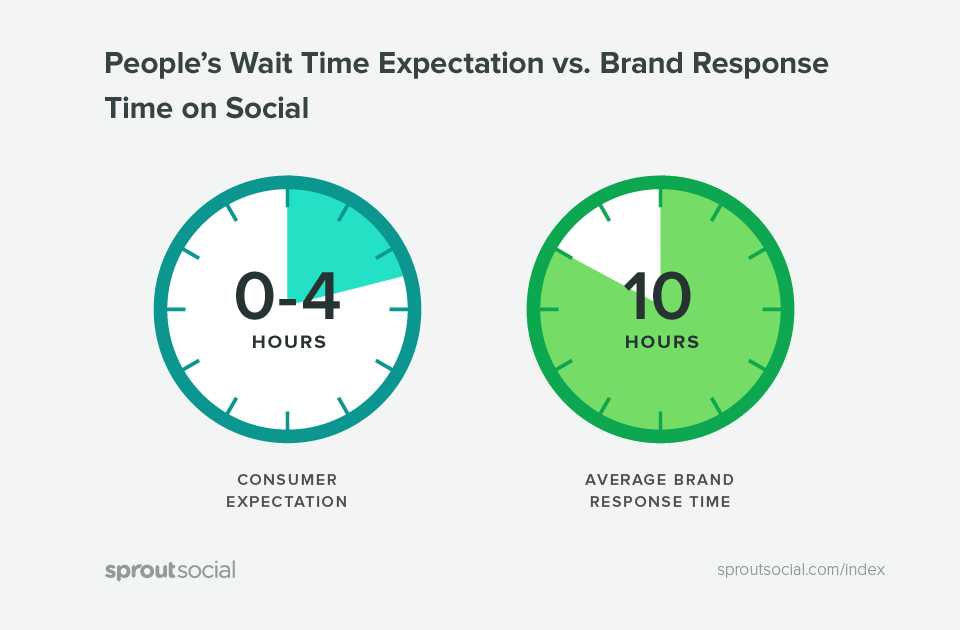 People’s Wait Time Expectation vs. Brand Response
Time on Social
0-4
HOURS
10
HOURS
CONSUMER
EXPECTATION
AVERAGE BRAND
RESPONSE TIME
sproutsocial
sproutsocial.com/index